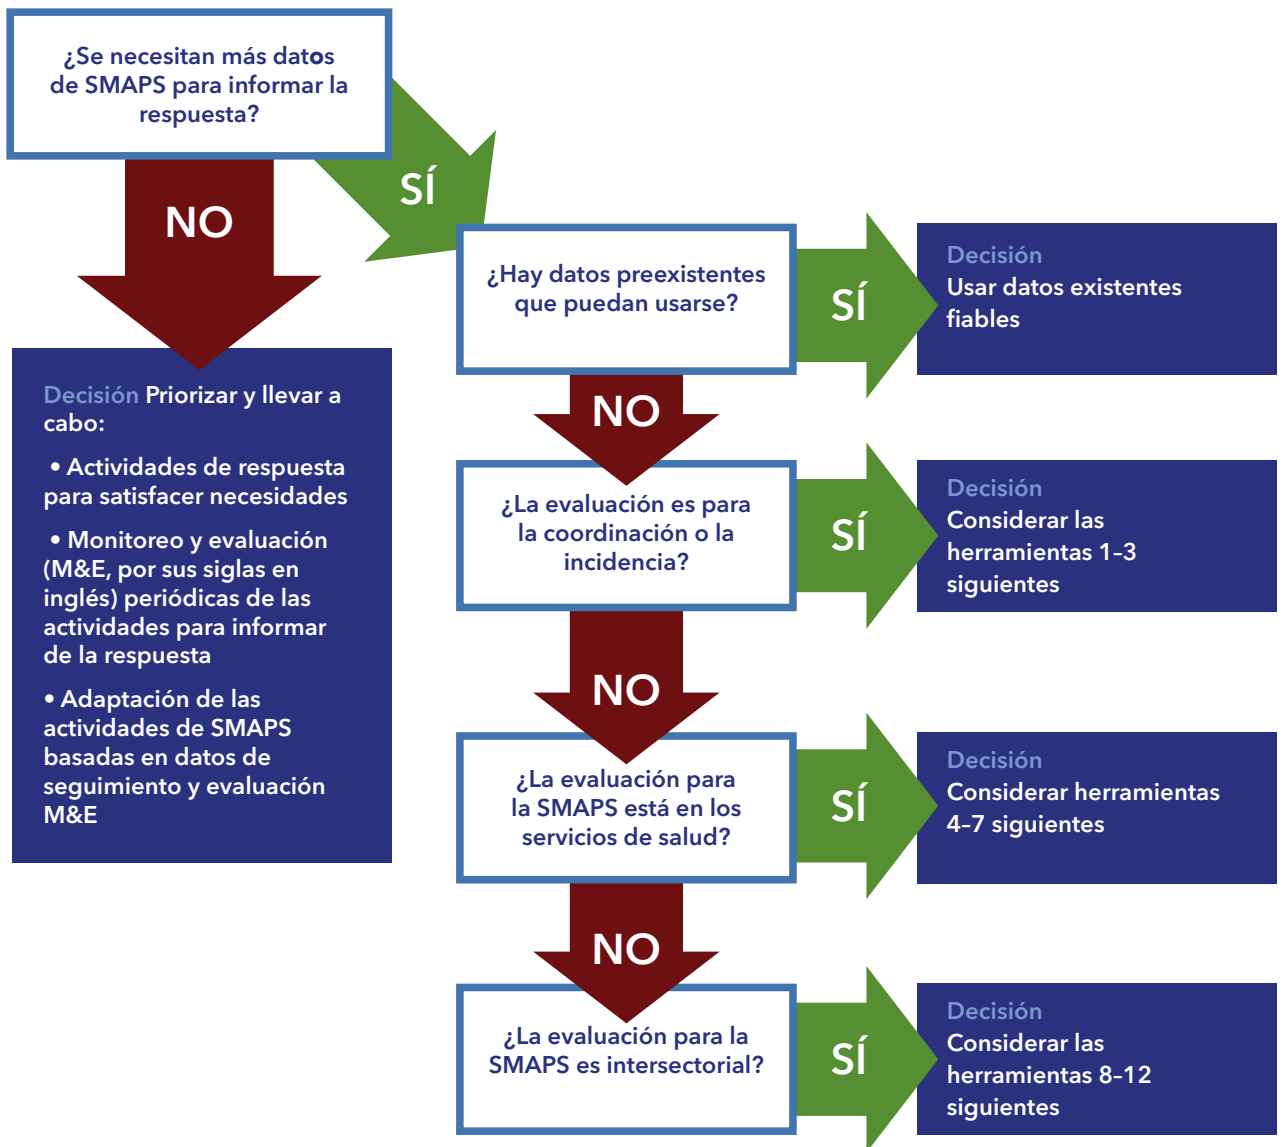 ¿Se necesitan más datos
de SMAPS para informar la
respuesta?
SÍ
NO
¿Hay datos preexistentes
que puedan usarse?
SÍ
Decisión
Usar datos existentes
fiables
Decisión Priorizar y llevar a
cabo:
• Actividades de respuesta
para satisfacer necesidades
• Monitoreo y evaluación
(M&E, por sus siglas en
inglés) periódicas de las
actividades para informar
de la respuesta
• Adaptación de las
actividades de SMAPS
basadas en datos de
seguimiento y evaluación
M&E
NO
¿La evaluación es para
la coordinación o la
incidencia?
SÍ
Decisión
Considerar las
herramientas 1–3
siguientes
NO
¿La evaluación para
la SMAPS está en los
servicios de salud?
SÍ
Decisión
Considerar herramientas
4–7 siguientes
NO
¿La evaluación para la
SMAPS es intersectorial?
SÍ
Decisión
Considerar las
herramientas 8–12
siguientes